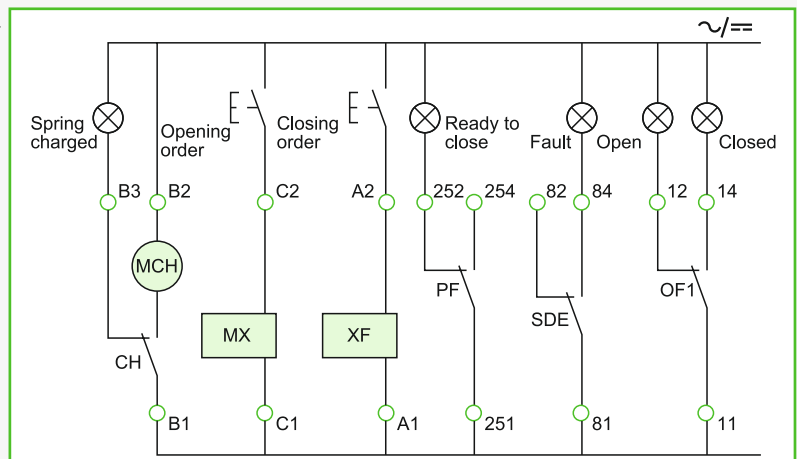 ∼/⎓
Spring
charged
Opening
order
Closing
order
Ready to
close
Fault
Open
Closed
B3
B2
C2
A2
252
254
82
84
12
14
MCH
PF
OF1
SDE
MX
XF
CH
B1
C1
A1
251
81
11